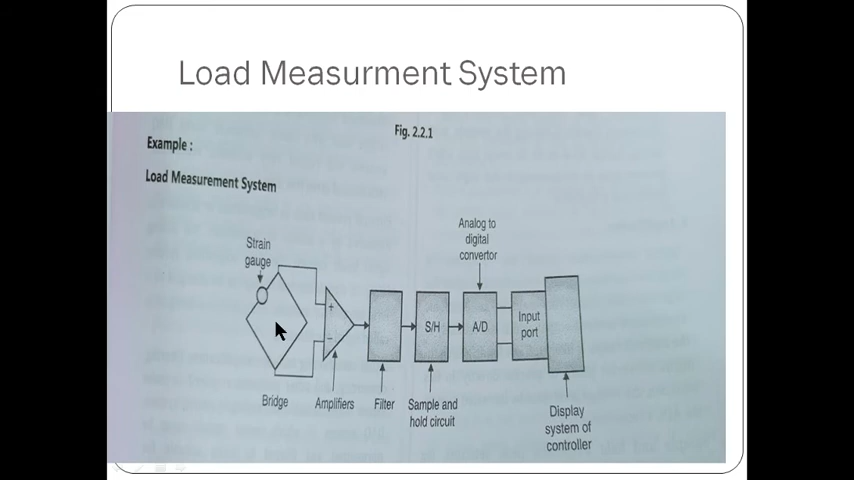 Load Measurment System
Fig. 2.2.1
Example :
Load Measurement System
Analog to
digital
convertor
Strain
gauge
+
−
S/H
A/D
Input
port
Bridge
Amplifiers
Filter
Sample and
hold circuit
Display
system of
controller